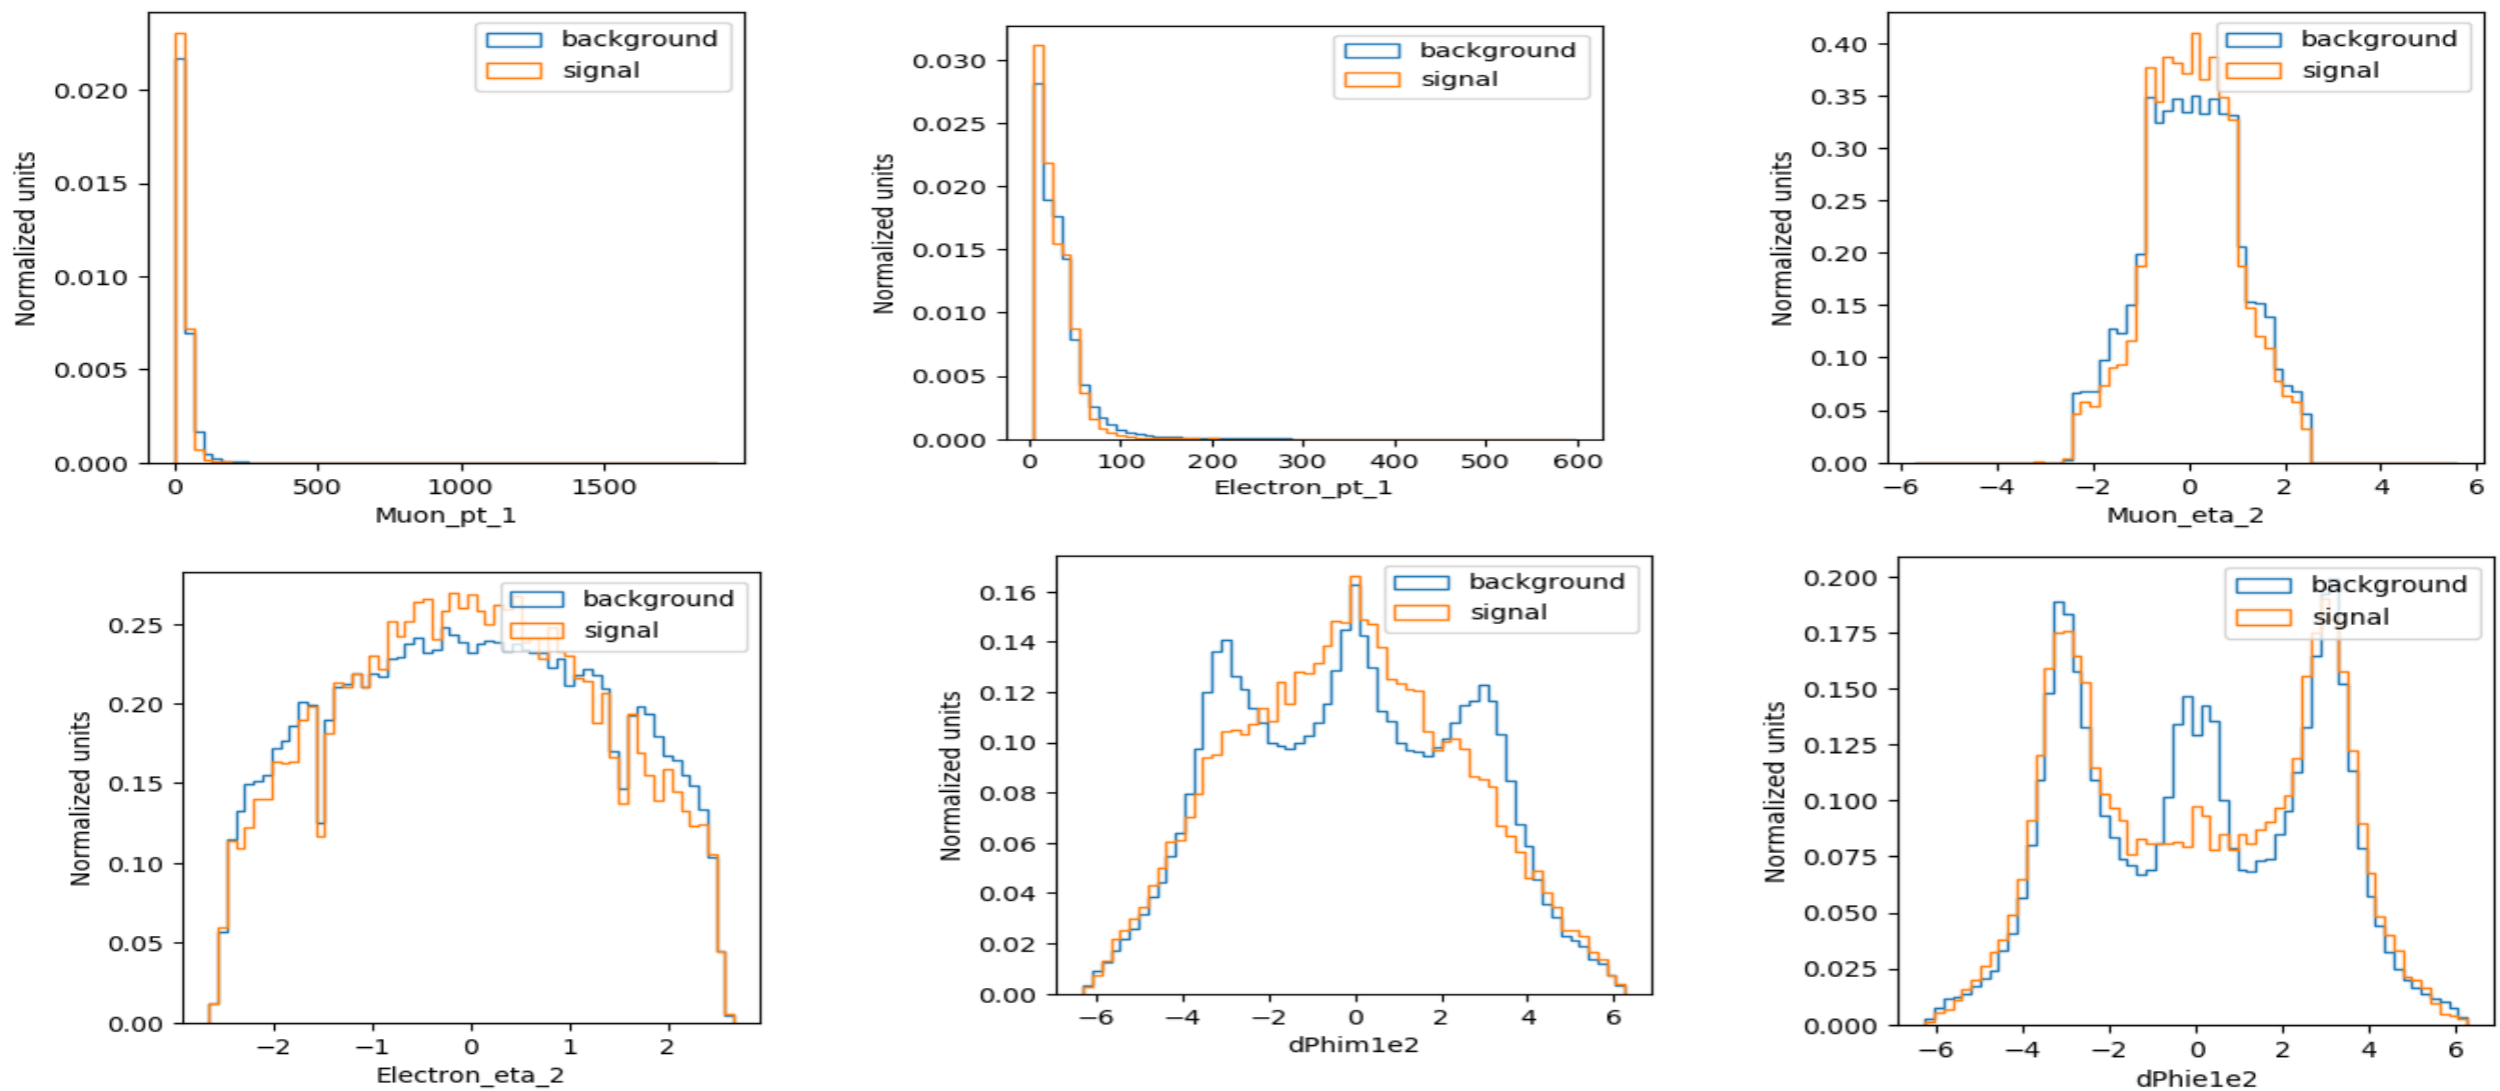 background
signal
0.020
0.015
0.010
0.005
0.000
Normalized units
0 500 1000 1500
Muon_pt_1
background
signal
0.030
0.025
0.020
0.015
0.010
0.005
0.000
Normalized units
0 100 200 300 400 500 600
Electron_pt_1
background
signal
0.40
0.35
0.30
0.25
0.20
0.15
0.10
0.05
0.00
Normalized units
−6 −4 −2 0 2 4 6
Muon_eta_2
background
signal
0.25
0.20
0.15
0.10
0.05
0.00
Normalized units
−2 −1 0 1 2
Electron_eta_2
background
signal
0.16
0.14
0.12
0.10
0.08
0.06
0.04
0.02
0.00
Normalized units
−6 −4 −2 0 2 4 6
dPhim1e2
background
signal
0.200
0.175
0.150
0.125
0.100
0.075
0.050
0.025
0.000
Normalized units
−6 −4 −2 0 2 4 6
dPhie1e2